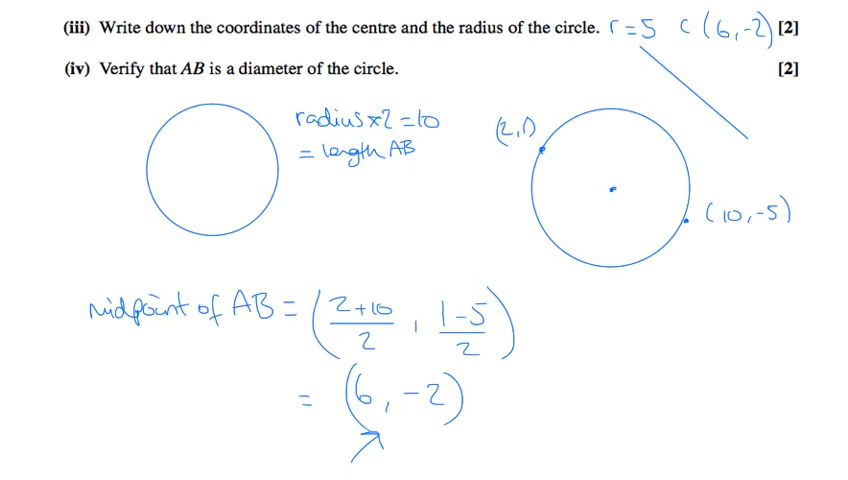 (iii) Write down the coordinates of the centre and the radius of the circle. r = 5 C (6, -2) [2]
(iv) Verify that AB is a diameter of the circle. [2]
radius x 2 = 10
= length AB
(2,1)
(10, -5)
midpoint of AB = (2+10/2, 1-5/2)
= (6, -2)